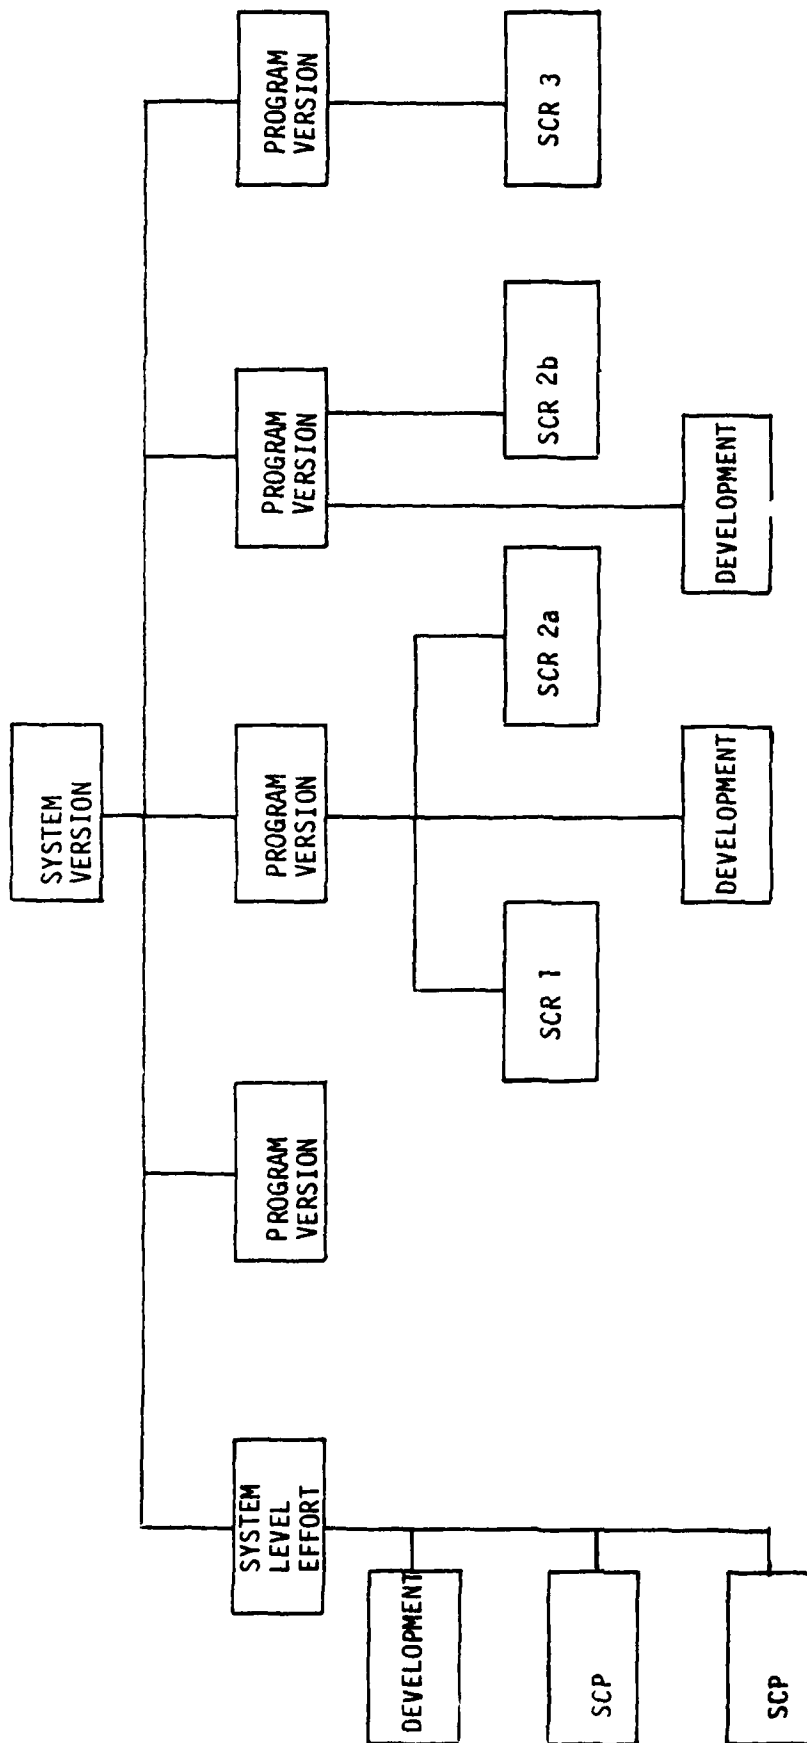 SYSTEM
VERSION
SYSTEM
LEVEL
EFFORT
PROGRAM
VERSION
PROGRAM
VERSION
PROGRAM
VERSION
PROGRAM
VERSION
DEVELOPMENT
SCP
SCP
SCR 1
SCR 2a
SCR 2b
SCR 3
DEVELOPMENT
DEVELOPMENT